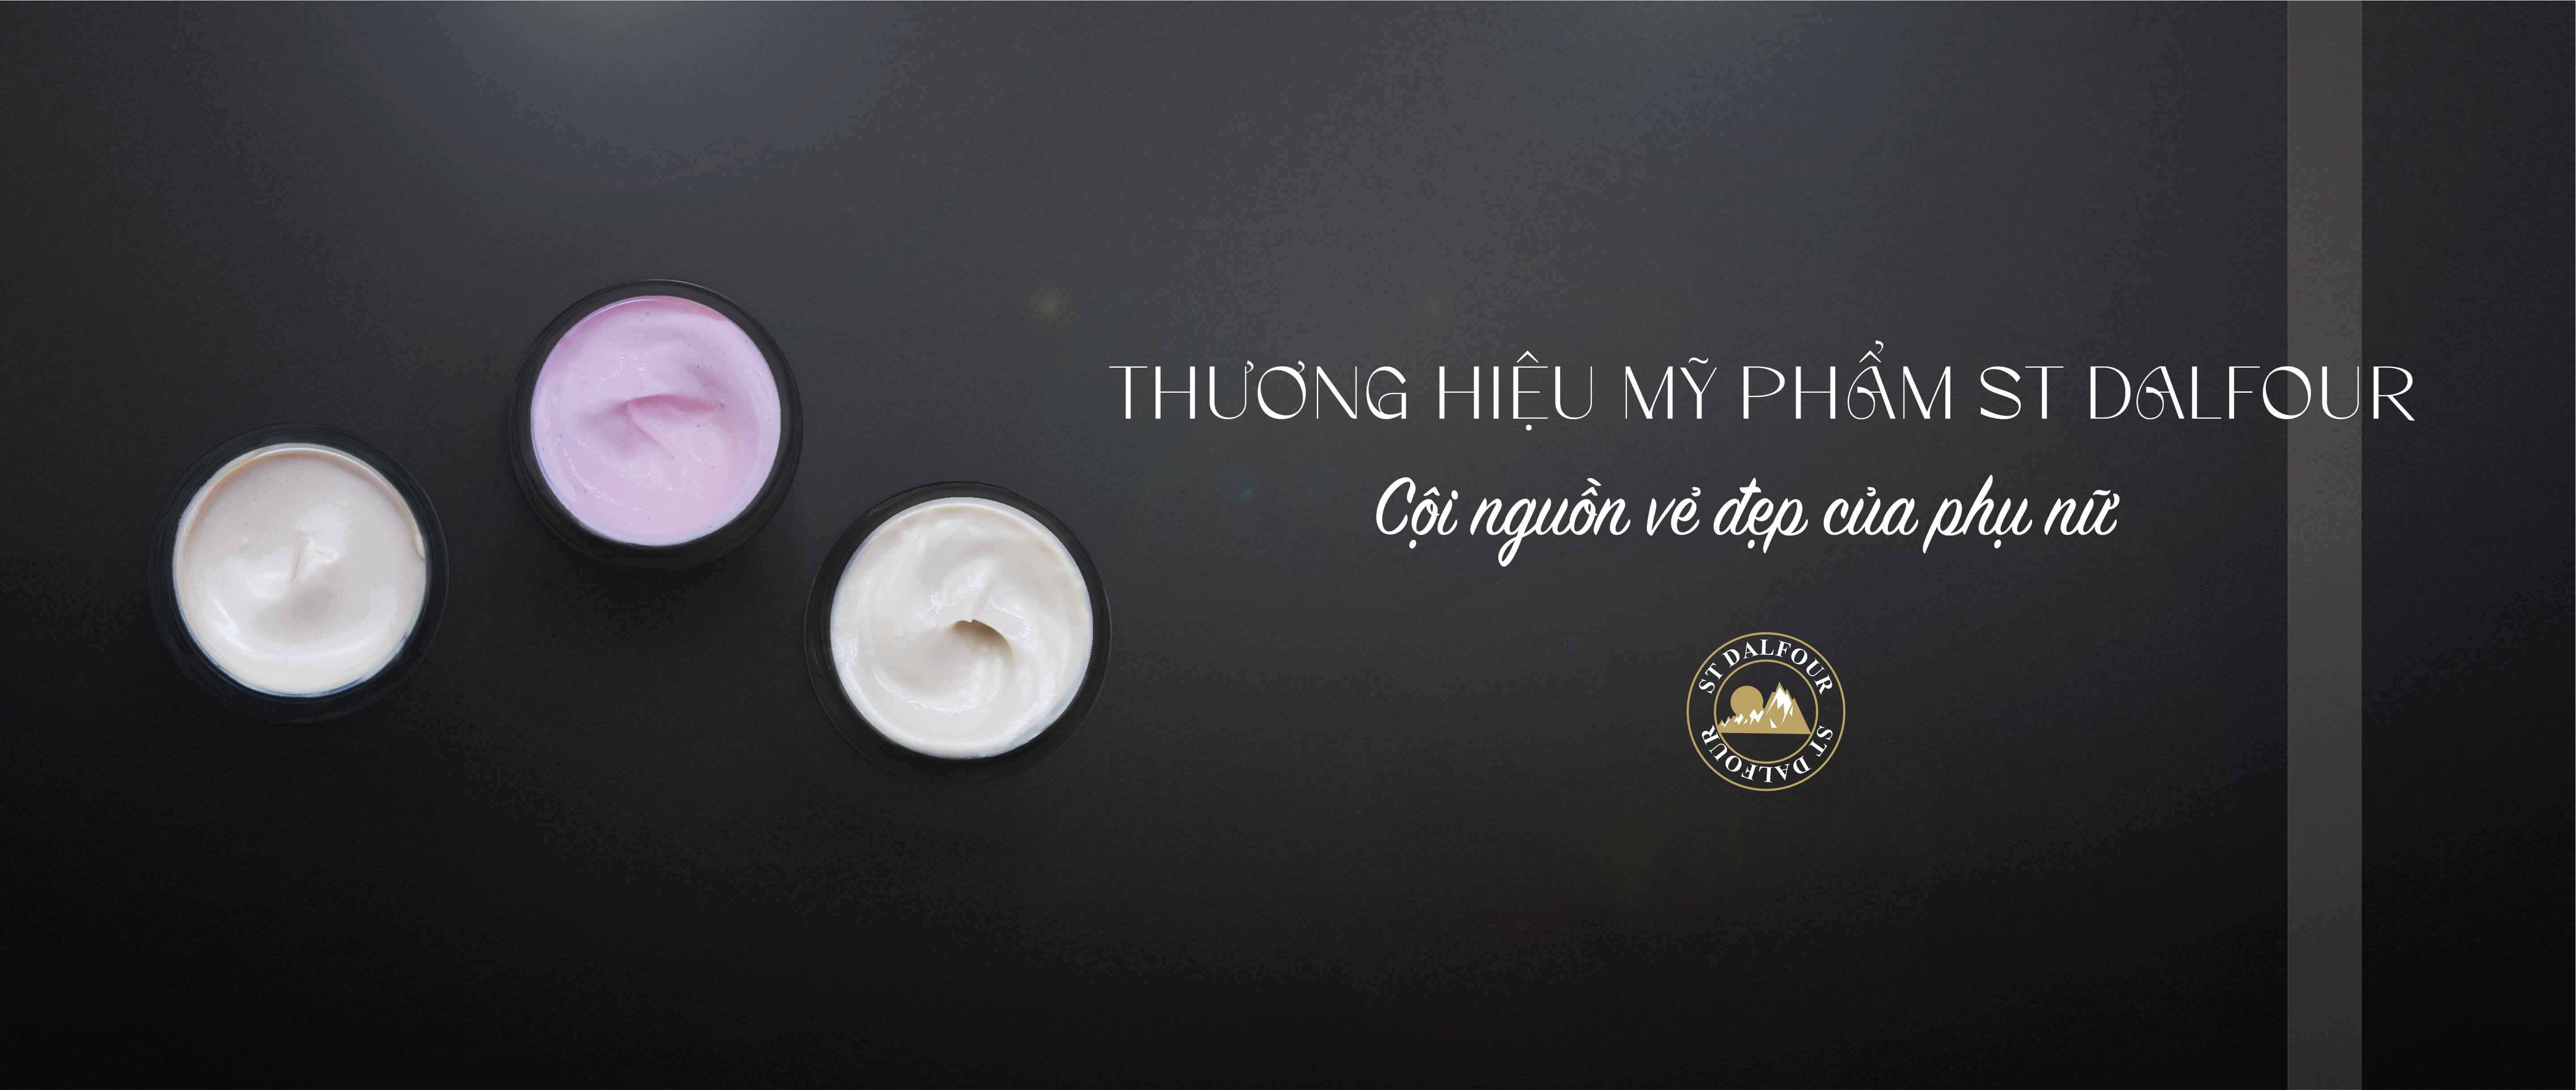 THƯƠNG HIỆU MỸ PHẨM ST DALFOUR
Cội nguồn vẻ đẹp của phụ nữ
ST DALFOUR
ST DALFOUR